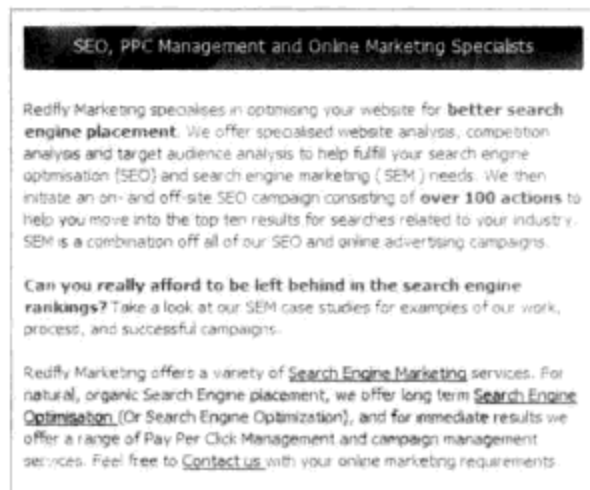 SEO, PPC Management and Online Marketing Specialists
Redfly Marketing specialises in optimising your website for better search
engine placement. We offer specialised website analysis, competition
analysis and target audience analysis to help fulfill your search engine
optimisation (SEO) and search engine marketing ( SEM ) needs. We then
initiate an on- and off-site SEO campaign consisting of over 100 actions to
help you move into the top ten results for searches related to your industry.
SEM is a combination off all of our SEO and online advertising campaigns.
Can you really afford to be left behind in the search engine
rankings? Take a look at our SEM case studies for examples of our work,
process, and successful campaigns.
Redfly Marketing offers a variety of Search Engine Marketing services. For
natural, organic Search Engine placement, we offer long term Search Engine
Optimisation (Or Search Engine Optimization), and for immediate results we
offer a range of Pay Per Click Management and campaign management
services. Feel free to Contact us with your online marketing requirements